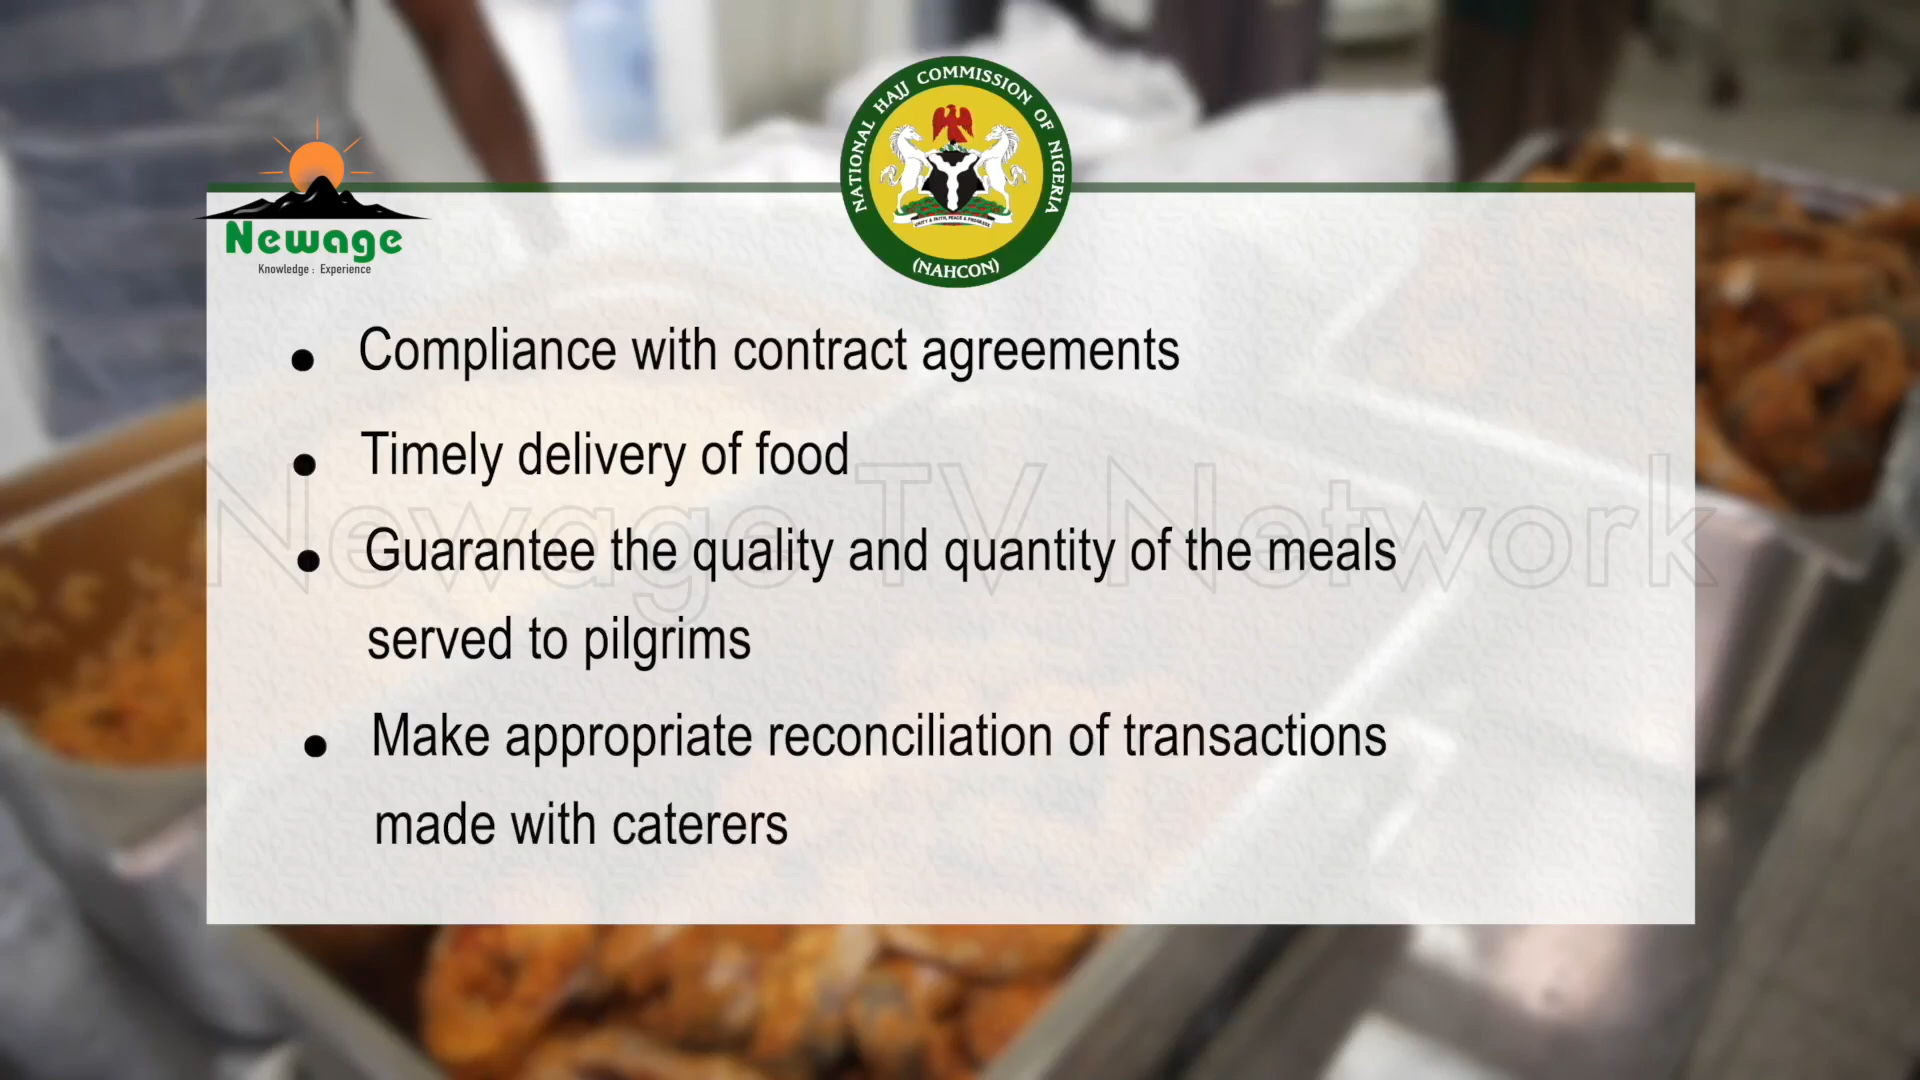 NATIONAL HAJJ COMMISSION OF NIGERIA
(NAHCON)
Newage
Knowledge : Experience
• Compliance with contract agreements
• Timely delivery of food
Newage TV Network
• Guarantee the quality and quantity of the meals
served to pilgrims
• Make appropriate reconciliation of transactions
made with caterers